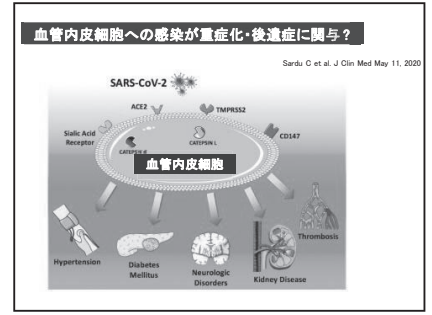 血管内皮細胞への感染が重症化・後遺症に関与？
Sardu C et al. J Clin Med May 11, 2020
SARS-CoV-2
ACE2
TMPRSS2
Sialic Acid
Receptor
CATEPSIN L
CD147
血管内皮細胞
Hypertension
Diabetes
Mellitus
Neurologic
Disorders
Kidney Disease
Thrombosis